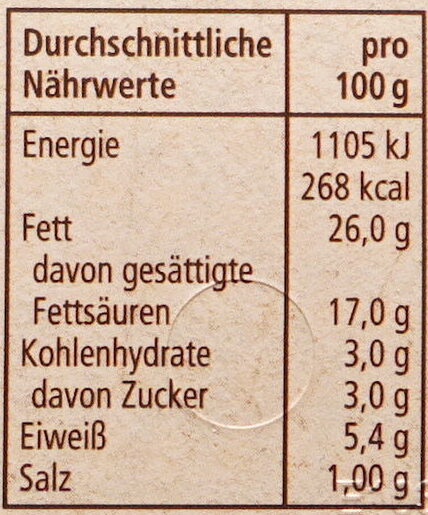 Durchschnittliche pro
Nährwerte 100 g
Energie 1105 kJ
268 kcal
Fett 26,0 g
davon gesättigte
Fettsäuren 17,0 g
Kohlenhydrate 3,0 g
davon Zucker 3,0 g
Eiweiß 5,4 g
Salz 1,00 g